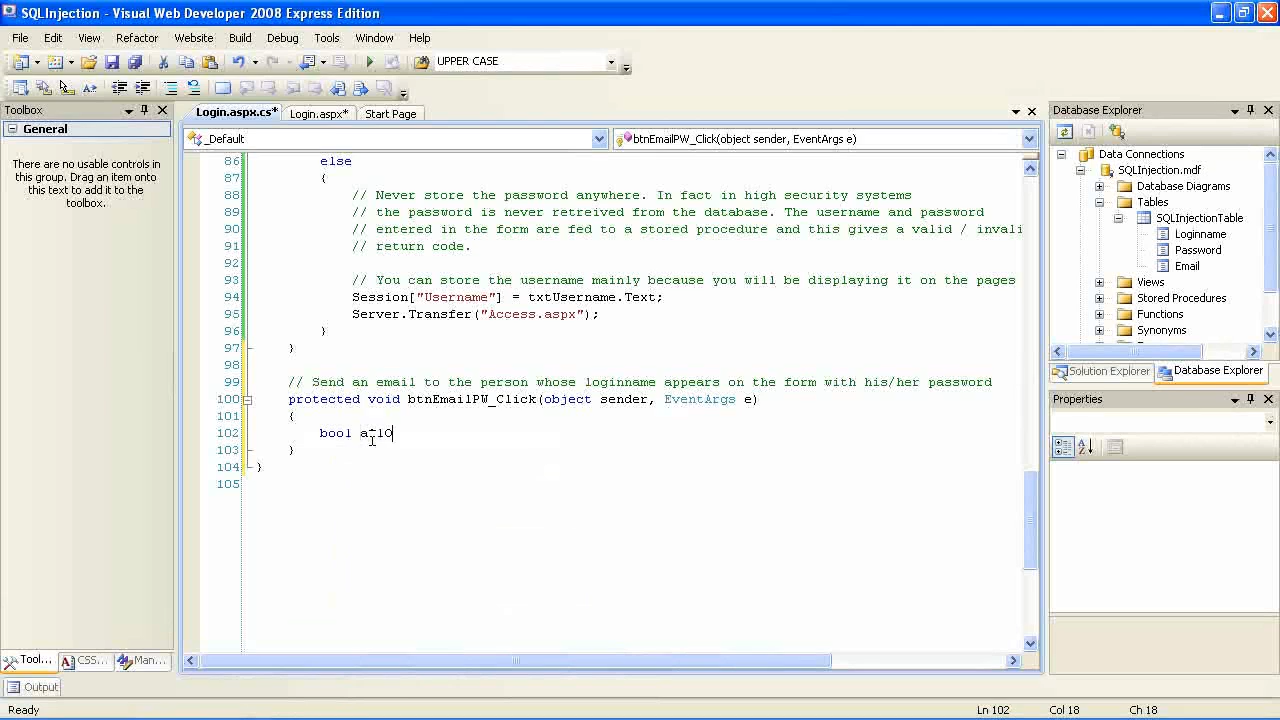 SQLInjection - Visual Web Developer 2008 Express Edition
File Edit View Refactor Website Build Debug Tools Window Help
UPPER CASE
Toolbox
General
There are no usable controls in
this group. Drag an item onto
this text to add it to the
toolbox.
Tool... CSS... Man...
Output
Login.aspx.cs* Login.aspx* Start Page
_Default btnEmailPW_Click(object sender, EventArgs e)
86 else
87
88 // Never store the password anywhere. In fact in high security systems
89 // the password is never retreived from the database. The username and password
90 // entered in the form are fed to a stored procedure and this gives a valid / invali
91 // return code.
92
93 // You can store the username mainly because you will be displaying it on the pages
94 Session["Username"] = txtUsername.Text;
95 Server.Transfer("Access.aspx");
96 }
97 }
98
99 // Send an email to the person whose loginname appears on the form with his/her password
100 protected void btnEmailPW_Click(object sender, EventArgs e)
101 {
102 bool
103 }
104 }
105
Database Explorer
Data Connections
SQLInjection.mdf
Database Diagrams
Tables
SQLInjectionTable
Loginname
Password
Email
Views
Stored Procedures
Functions
Synonyms
Solution Explorer Database Explorer
Properties
Ready Ln 102 Col 18 Ch 18